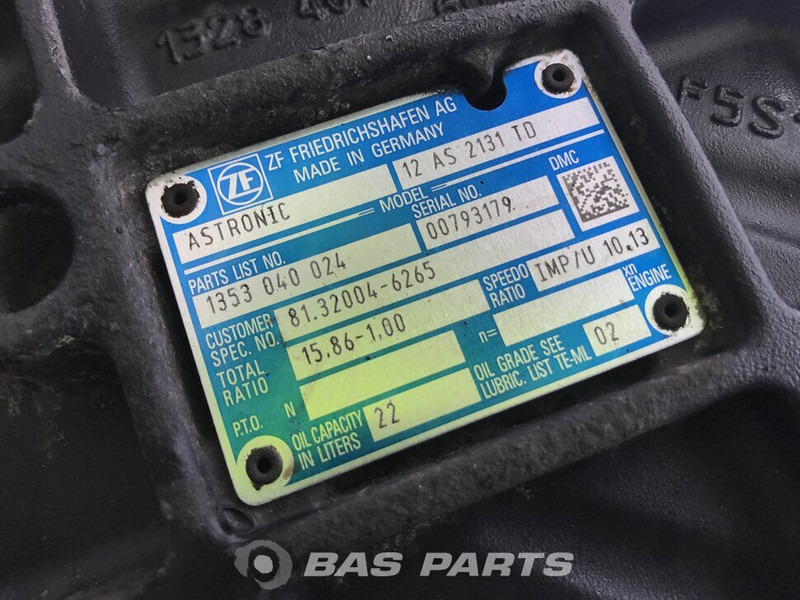 1328
F5S
ZF FRIEDRICHSHAFEN AG
MADE IN GERMANY
ZF
ASTRONIC
MODEL
12 AS 2131 TD
DMC
PARTS LIST NO.
1353 040 024
SERIAL NO.
00793179
CUSTOMER
SPEC. NO.
81.32004-6265
SPEEDO
RATIO
IMP/U 10.13
TOTAL
RATIO
15.86-1.00
n=
xn
ENGINE
P.T.O.
N
OIL CAPACITY
IN LITERS
22
OIL GRADE SEE
LUBRIC. LIST TE-ML
02
BAS PARTS